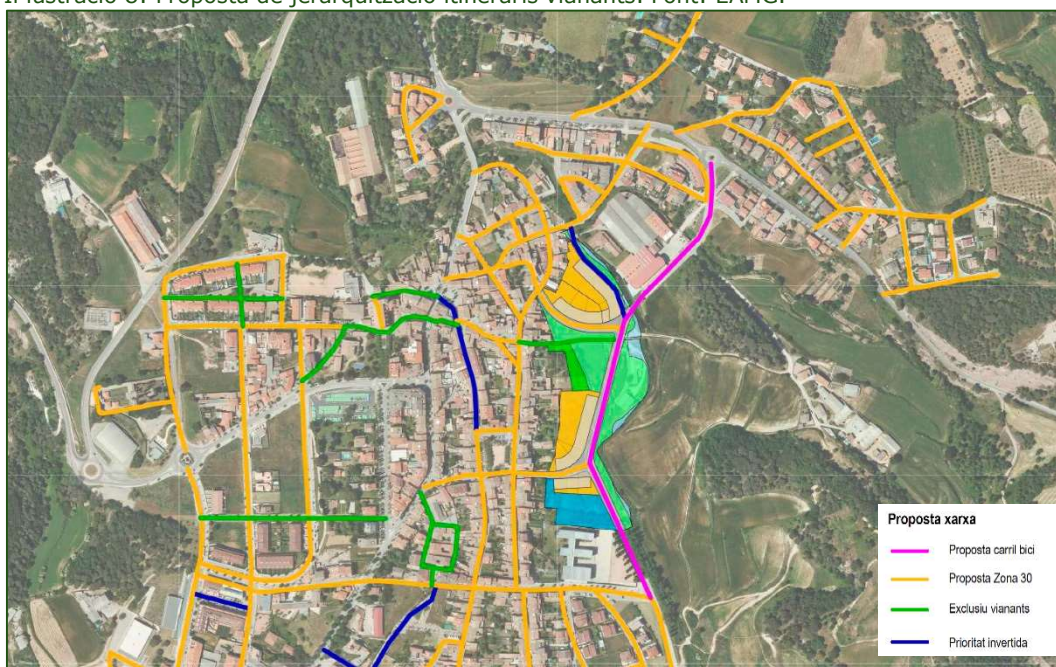 Il·lustració 6. Proposta de jerarquització itineraris vianants. Font: LAMG.
Proposta xarxa
Proposta carril bici
Proposta Zona 30
Exclusiu vianants
Prioritat invertida